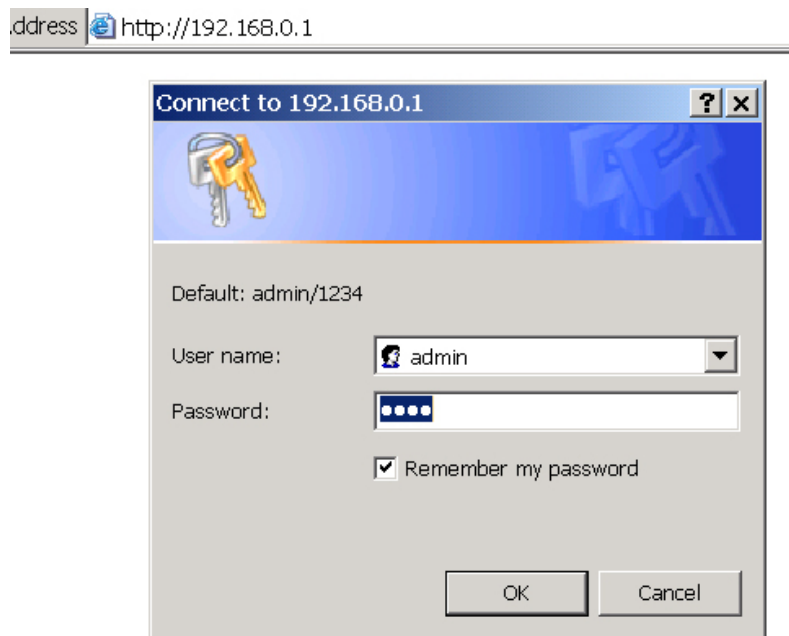 ddress http://192.168.0.1
Connect to 192.168.0.1
Default: admin/1234
User name: admin
Password: ••••
Remember my password
OK Cancel